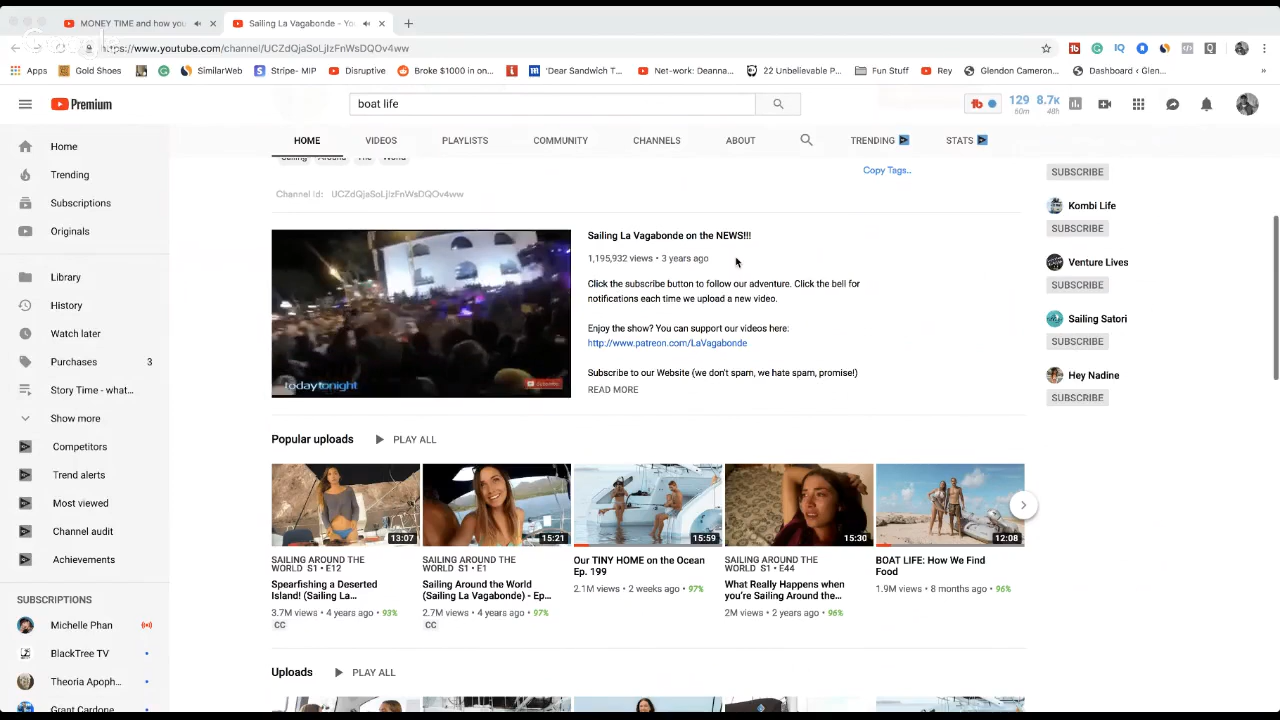 MONEY TIME and how you
Sailing La Vagabonde - Yo
https://www.youtube.com/channel/UCZdQjaSoLjIzFnWsDQOv4ww
Apps
Gold Shoes
SimilarWeb
Stripe- MIP
Disruptive
Broke $1000 in on...
'Dear Sandwich T...
Net-work: Deanna...
22 Unbelievable P...
Fun Stuff
Rey
Glendon Cameron...
Dashboard ‹ Glen...
Premium
boat life
129 8.7K
60m 48h
HOME VIDEOS PLAYLISTS COMMUNITY CHANNELS ABOUT TRENDING STATS
Home
Trending
Subscriptions
Originals
Library
History
Watch later
Purchases 3
Story Time - what...
Show more
Competitors
Trend alerts
Most viewed
Channel audit
Achievements
SUBSCRIPTIONS
Michelle Phan
BlackTree TV
Theoria Apoph...
Grant Cardone
Sailing Around The World
Copy Tags..
Channel Id: UCZdQjaSoLjIzFnWsDQOv4ww
todaytonight
Sailing La Vagabonde on the NEWS!!!
1,195,932 views • 3 years ago
Click the subscribe button to follow our adventure. Click the bell for
notifications each time we upload a new video.
Enjoy the show? You can support our videos here:
http://www.patreon.com/LaVagabonde
Subscribe to our Website (we don't spam, we hate spam, promise!)
READ MORE
Popular uploads PLAY ALL
13:07
SAILING AROUND THE
WORLD S1 • E12
Spearfishing a Deserted
Island! (Sailing La...
3.7M views • 4 years ago • 93%
CC
15:21
SAILING AROUND THE
WORLD S1 • E1
Sailing Around the World
(Sailing La Vagabonde) - Ep...
2.7M views • 4 years ago • 97%
CC
15:59
Our TINY HOME on the Ocean
Ep. 199
2.1M views • 2 weeks ago • 97%
15:30
SAILING AROUND THE
WORLD S1 • E44
What Really Happens when
you're Sailing Around the...
2M views • 2 years ago • 96%
12:08
BOAT LIFE: How We Find
Food
1.9M views • 8 months ago • 96%
Uploads PLAY ALL
SUBSCRIBE
Kombi Life
SUBSCRIBE
Venture Lives
SUBSCRIBE
Sailing Satori
SUBSCRIBE
Hey Nadine
SUBSCRIBE